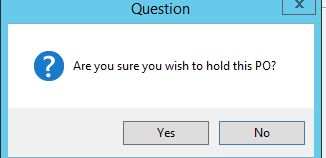 Question
Are you sure you wish to hold this PO?
Yes
No